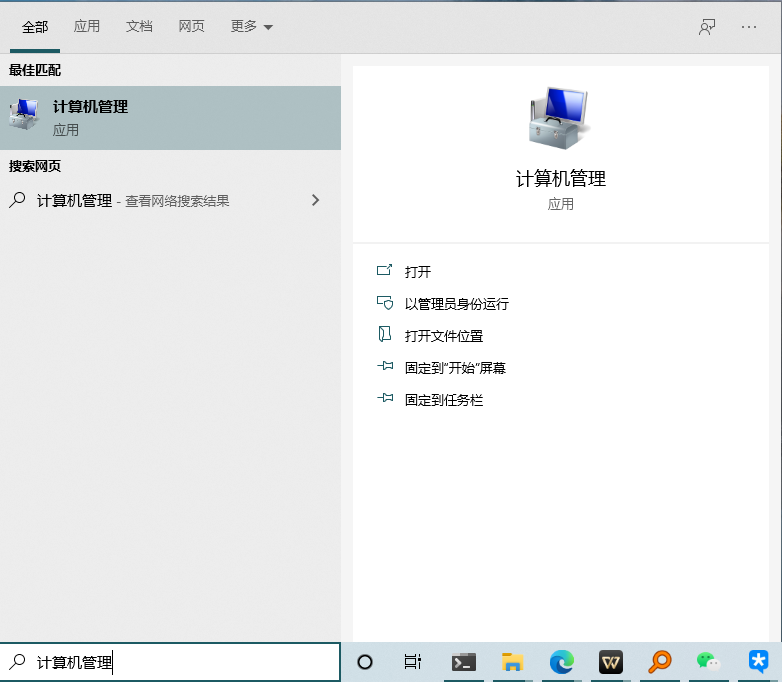 全部 应用 文档 网页 更多
最佳匹配
计算机管理
应用
搜索网页
计算机管理 - 查看网络搜索结果
计算机管理
应用
打开
以管理员身份运行
打开文件位置
固定到“开始”屏幕
固定到任务栏
计算机管理